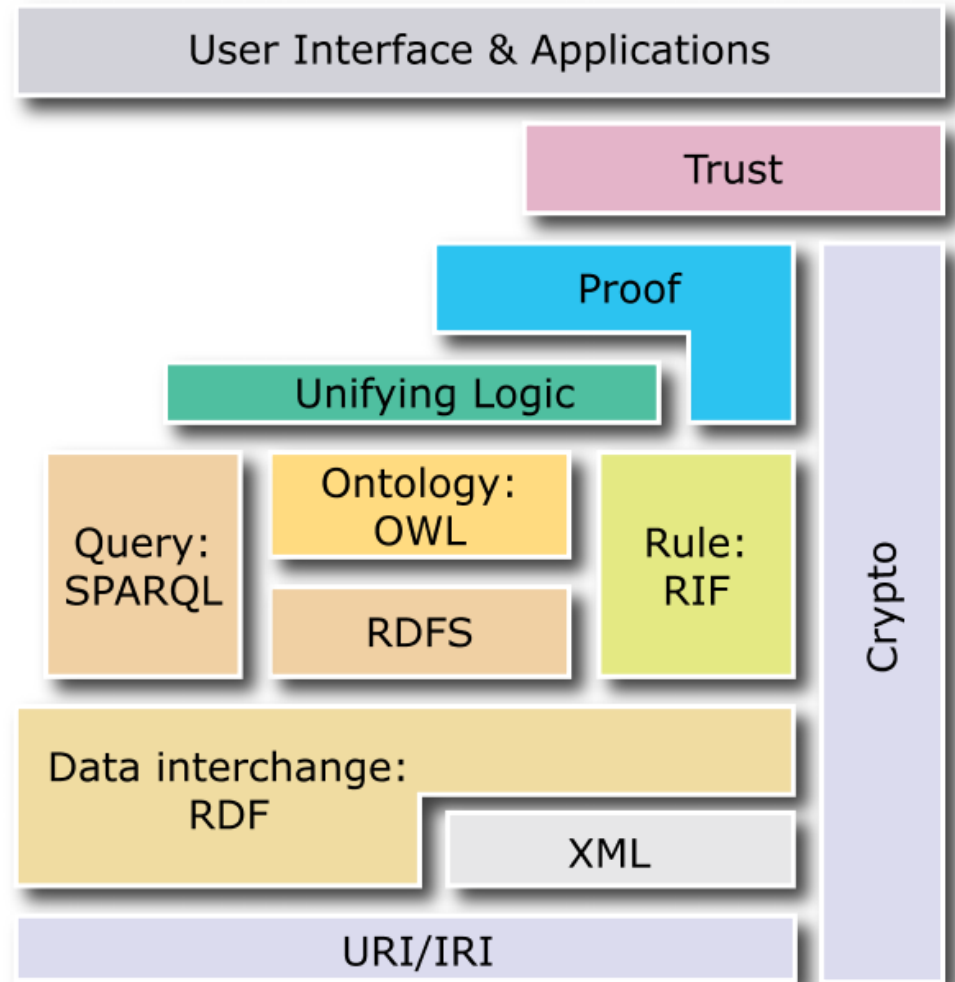 User Interface & Applications
Trust
Proof
Unifying Logic
Query:
SPARQL
Ontology:
OWL
RDFS
Rule:
RIF
Crypto
Data interchange:
RDF
XML
URI/IRI